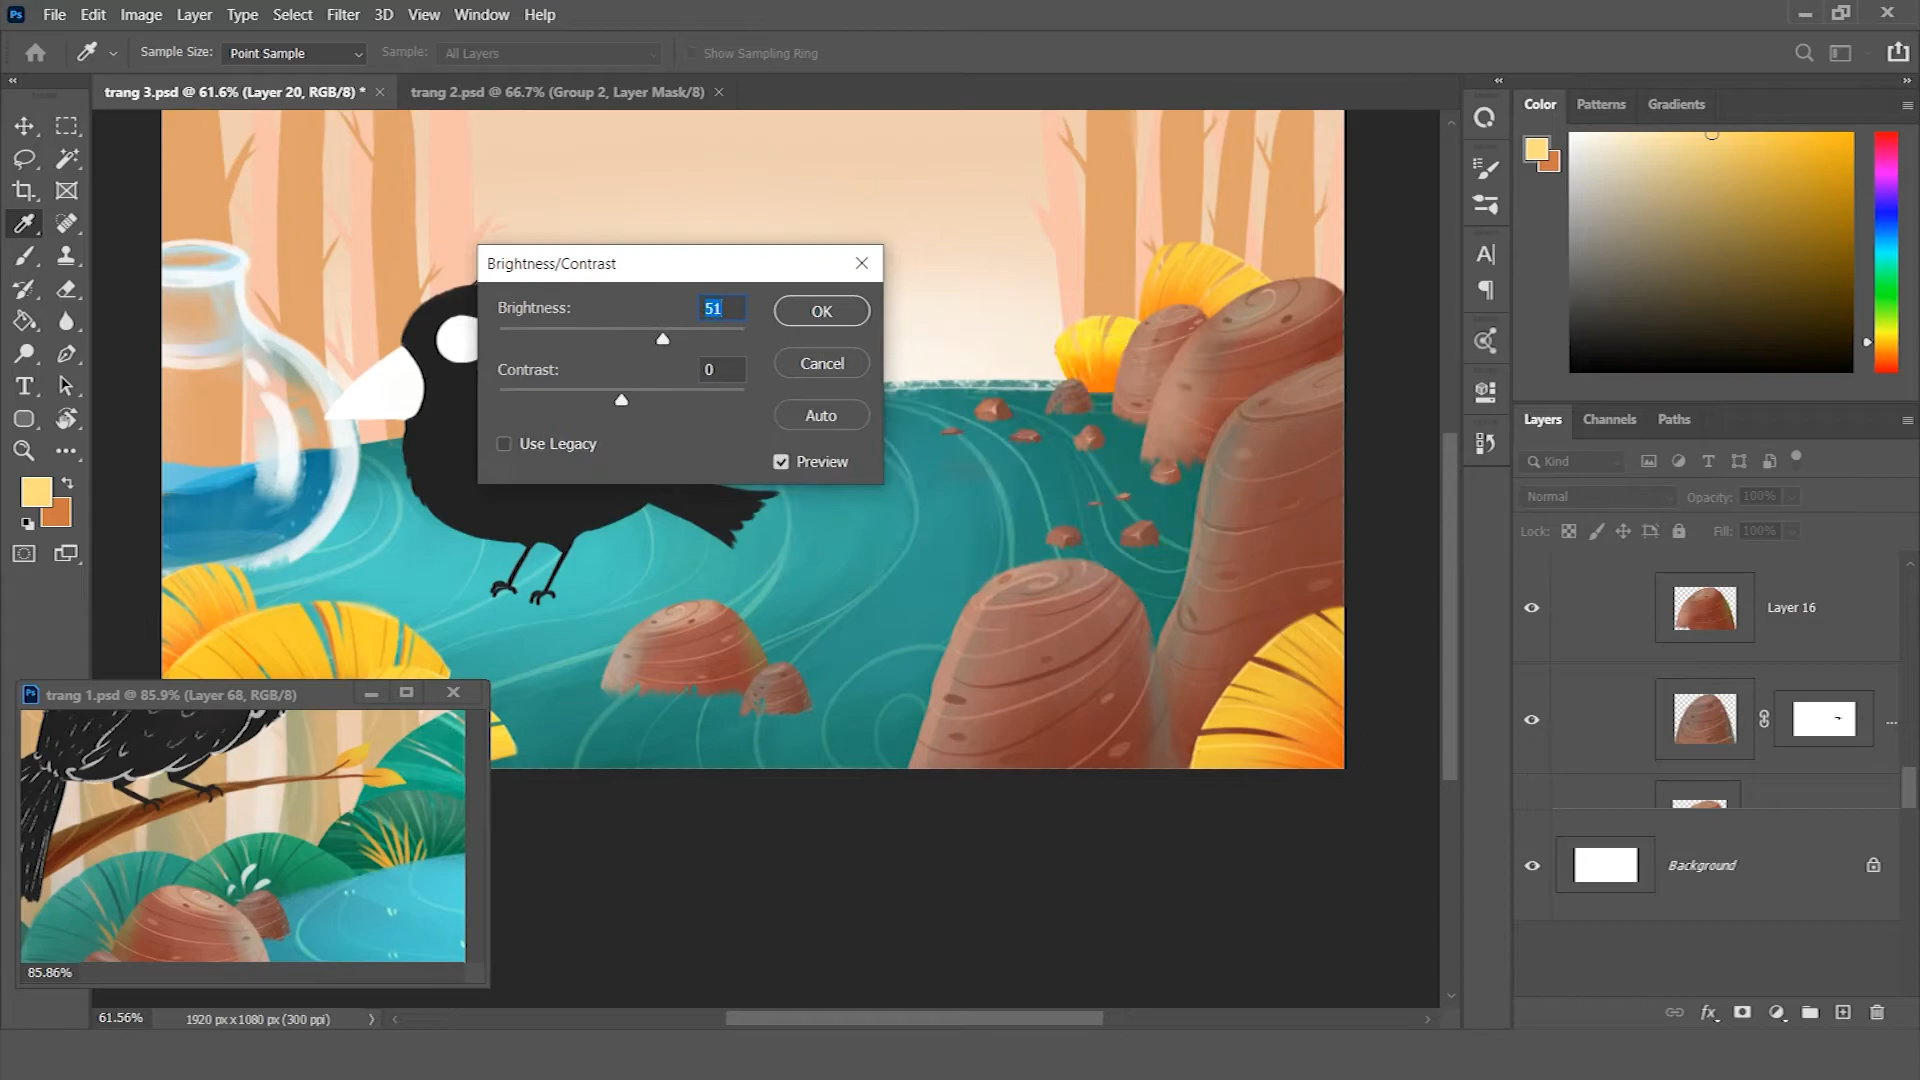 Ps File Edit Image Layer Type Select Filter 3D View Window Help
Sample Size: Point Sample Sample: All Layers Show Sampling Ring
trang 3.psd @ 61.6% (Layer 20, RGB/8) * trang 2.psd @ 66.7% (Group 2, Layer Mask/8)
Color Patterns Gradients
Brightness/Contrast
Brightness: 51 OK
Contrast: 0 Cancel
Auto
Use Legacy
Preview
Layers Channels Paths
Kind
Normal Opacity: 100%
Lock: Fill: 100%
Layer 16
...
Background
fx
Ps trang 1.psd @ 85.9% (Layer 68, RGB/8)
85.86%
61.56% 1920 px x 1080 px (300 ppi)